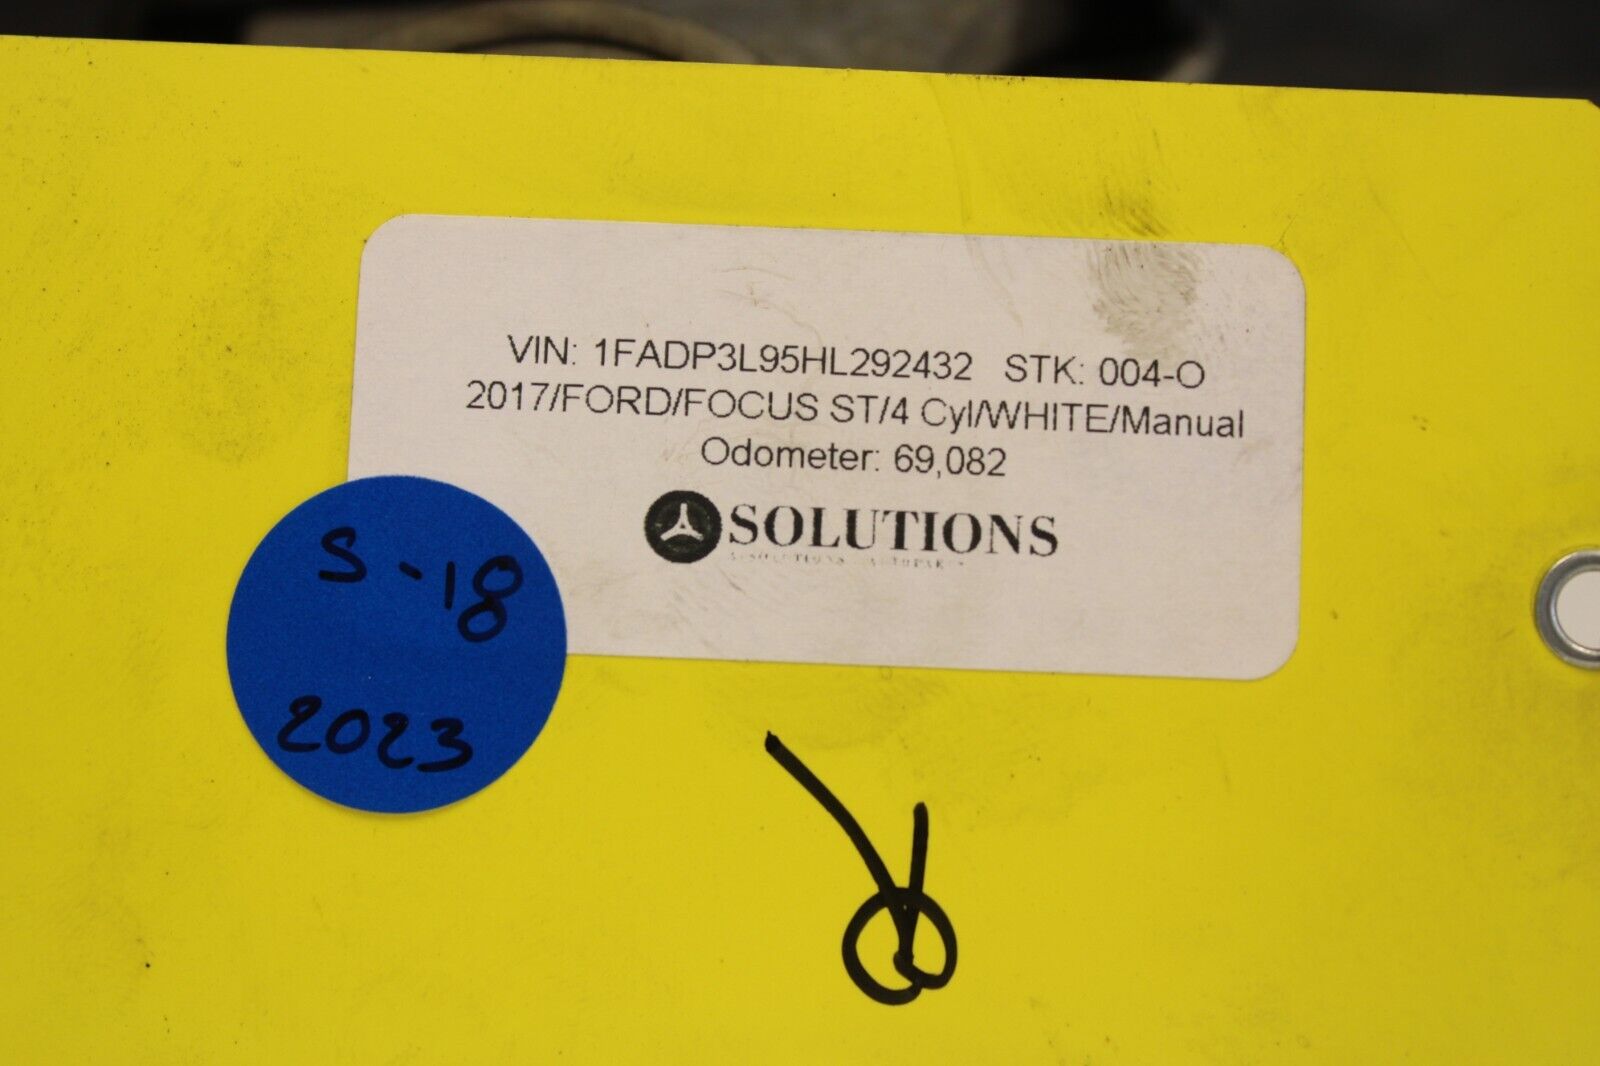 VIN: 1FADP3L95HL292432 STK: 004-O
2017/FORD/FOCUS ST/4 Cyl/WHITE/Manual
Odometer: 69,082
SOLUTIONS
S-18
2023